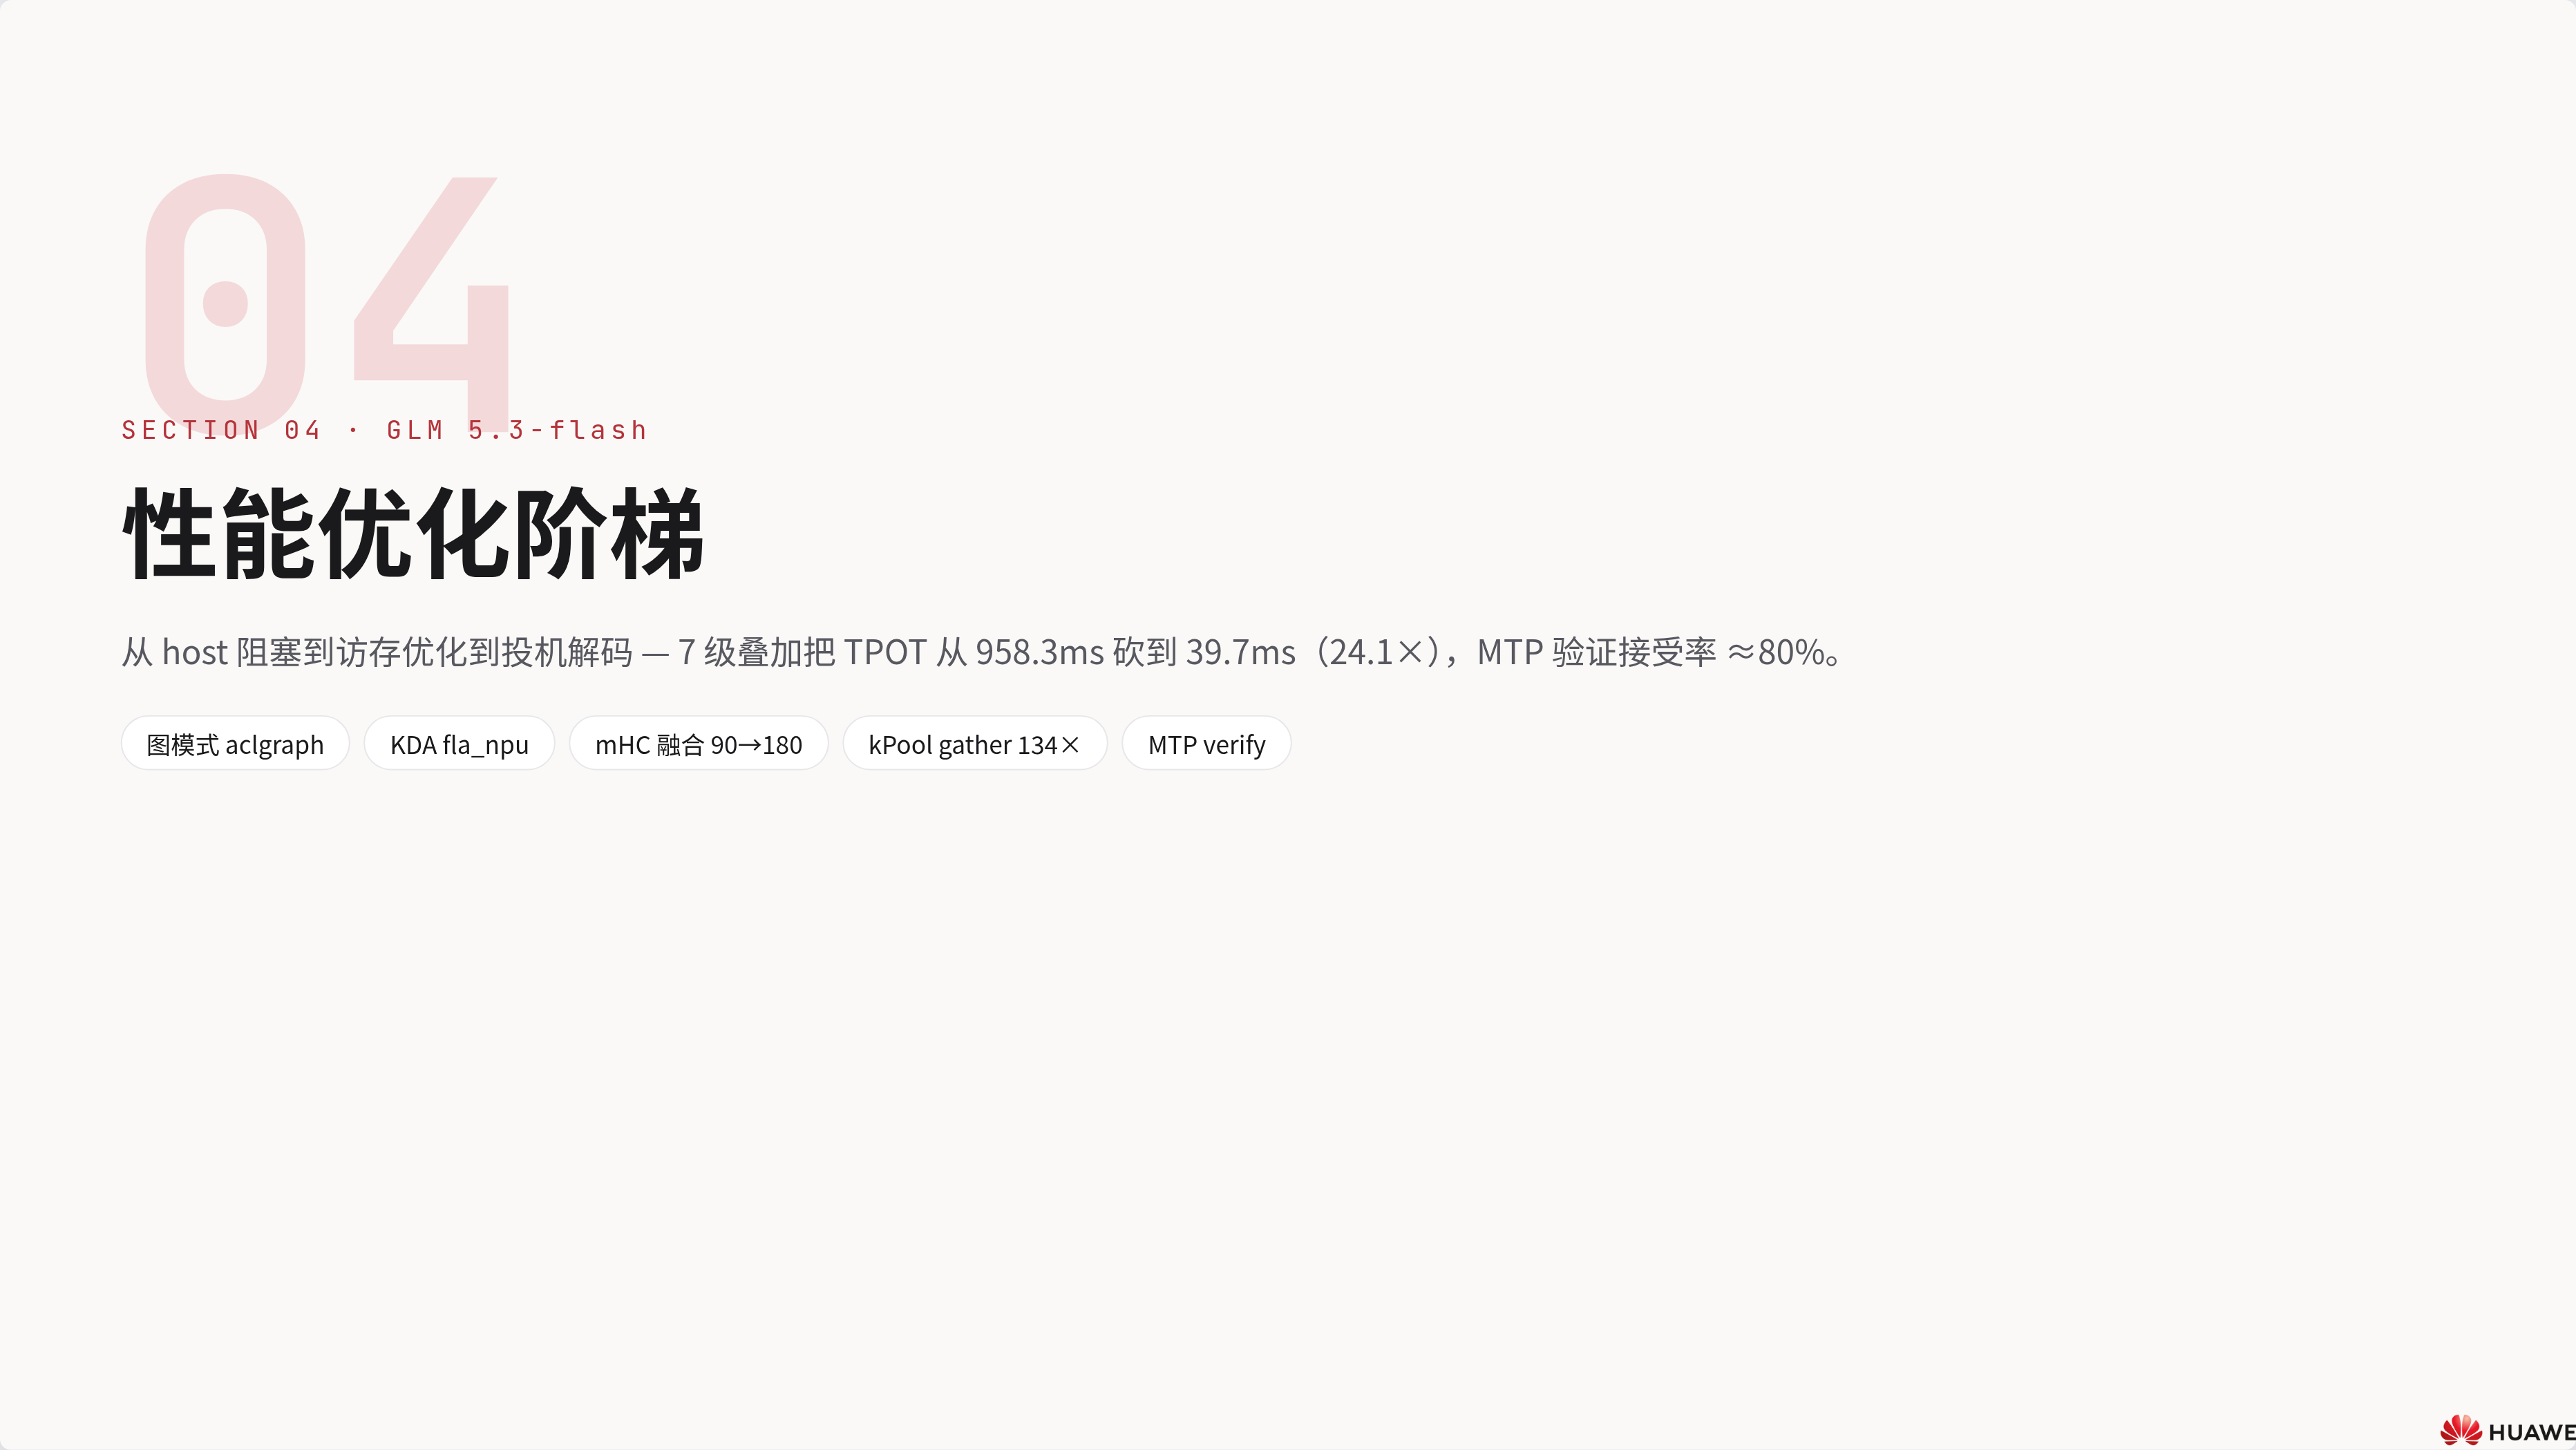 04
SECTION 04 · GLM 5.3-flash
性能优化阶梯
从 host 阻塞到访存优化到投机解码 — 7 级叠加把 TPOT 从 958.3ms 砍到 39.7ms（24.1×），MTP 验证接受率 ≈80%。
图模式 aclgraph
KDA fla_npu
mHC 融合 90→180
kPool gather 134×
MTP verify
HUAWE